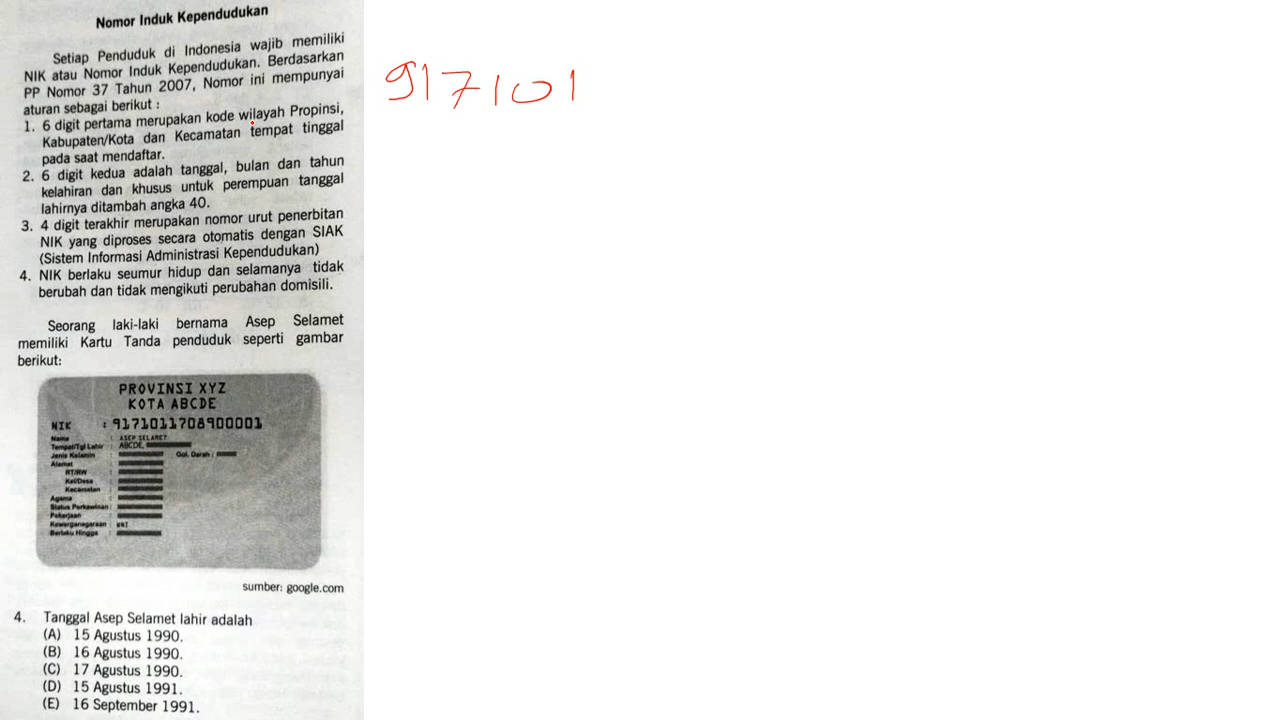 Nomor Induk Kependudukan
Setiap Penduduk di Indonesia wajib memiliki
NIK atau Nomor Induk Kependudukan. Berdasarkan
PP Nomor 37 Tahun 2007, Nomor ini mempunyai
aturan sebagai berikut :
1. 6 digit pertama merupakan kode wilayah Propinsi,
Kabupaten/Kota dan Kecamatan tempat tinggal
pada saat mendaftar.
2. 6 digit kedua adalah tanggal, bulan dan tahun
kelahiran dan khusus untuk perempuan tanggal
lahirnya ditambah angka 40.
3. 4 digit terakhir merupakan nomor urut penerbitan
NIK yang diproses secara otomatis dengan SIAK
(Sistem Informasi Administrasi Kependudukan)
4. NIK berlaku seumur hidup dan selamanya tidak
berubah dan tidak mengikuti perubahan domisili.
Seorang laki-laki bernama Asep Selamet
memiliki Kartu Tanda penduduk seperti gambar
berikut:
PROVINSI XYZ
KOTA ABCDE
NIK : 9171011708900001
Nama : ASEP SELAMET
Tempat/Tgl Lahir : ABCDE,
Jenis Kelamin : Gol. Darah :
Alamat :
RT/RW :
Kel/Desa :
Kecamatan :
Agama :
Status Perkawinan :
Pekerjaan :
Kewarganegaraan : WNI
Berlaku Hingga :
sumber: google.com
4. Tanggal Asep Selamet lahir adalah
(A) 15 Agustus 1990.
(B) 16 Agustus 1990.
(C) 17 Agustus 1990.
(D) 15 Agustus 1991.
(E) 16 September 1991.
917101